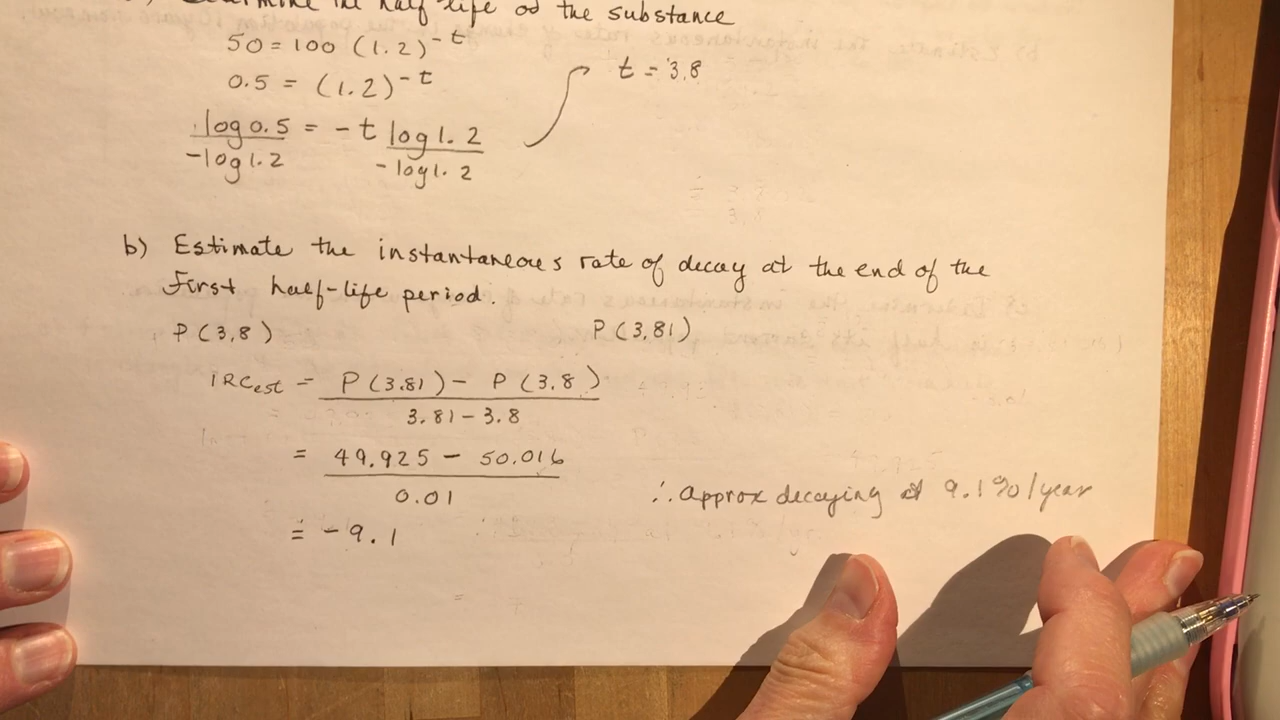 the half-life od the substance
50 = 100 (1.2)^-t
0.5 = (1.2)^-t
t = 3.8
log 0.5 = -t log 1.2
-log 1.2 -log 1.2
b) Estimate the instantaneous rate of decay at the end of the
first half-life period.
P(3.8) P(3.81)
IRCest = P(3.81) - P(3.8)
3.81 - 3.8
= 49.925 - 50.016
0.01
∴ approx decaying at 9.1%/year
= -9.1